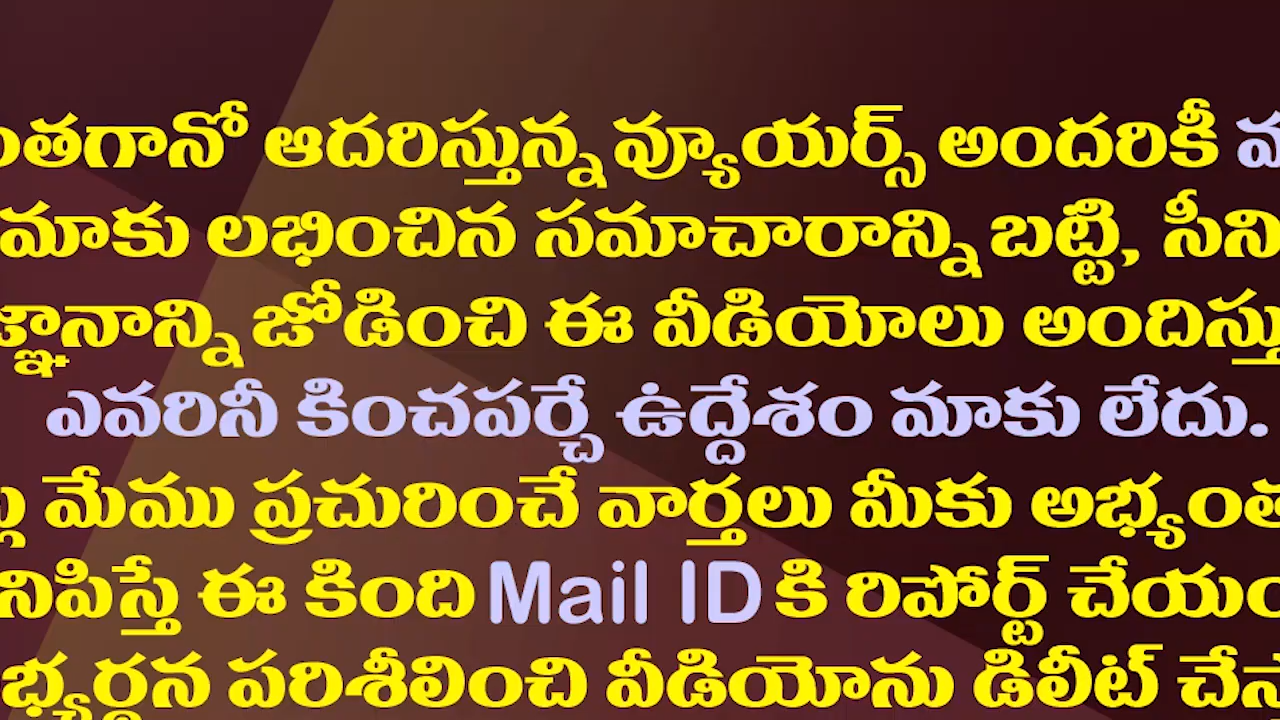 ఆదరిస్తున్న వ్యూయర్స్ అందరికీ
మాకు లభించిన సమాచారాన్ని బట్టి, సీని
జోడించి ఈ వీడియోలు
ఎవరినీ కించపర్చే ఉద్దేశం మాకు లేదు.
మేము ప్రచురించే వార్తలు మీకు
ఈ కింది Mail ID కి రిపోర్ట్
పరిశీలించి వీడియోను డిలీట్